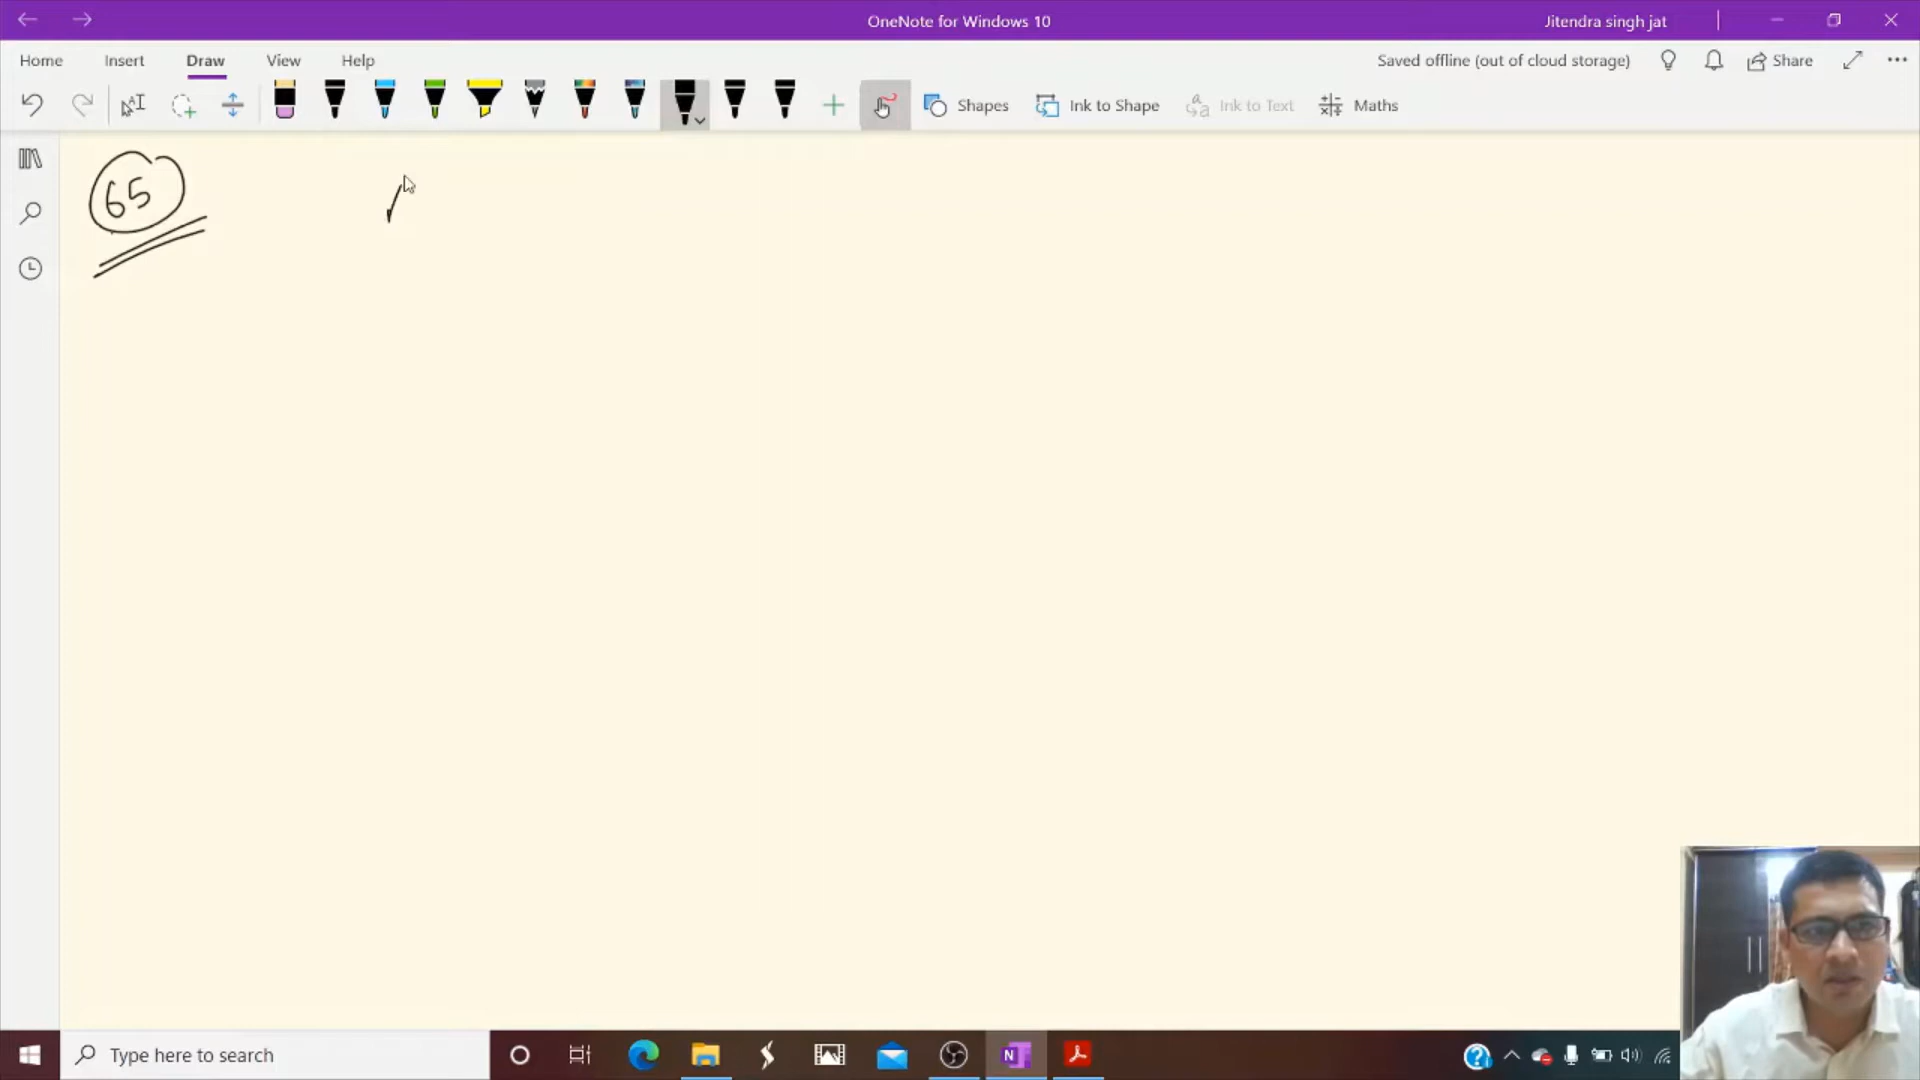 OneNote for Windows 10
Jitendra singh jat
Home Insert Draw View Help
Saved offline (out of cloud storage)
Share
Shapes Ink to Shape Ink to Text Maths
65
Type here to search